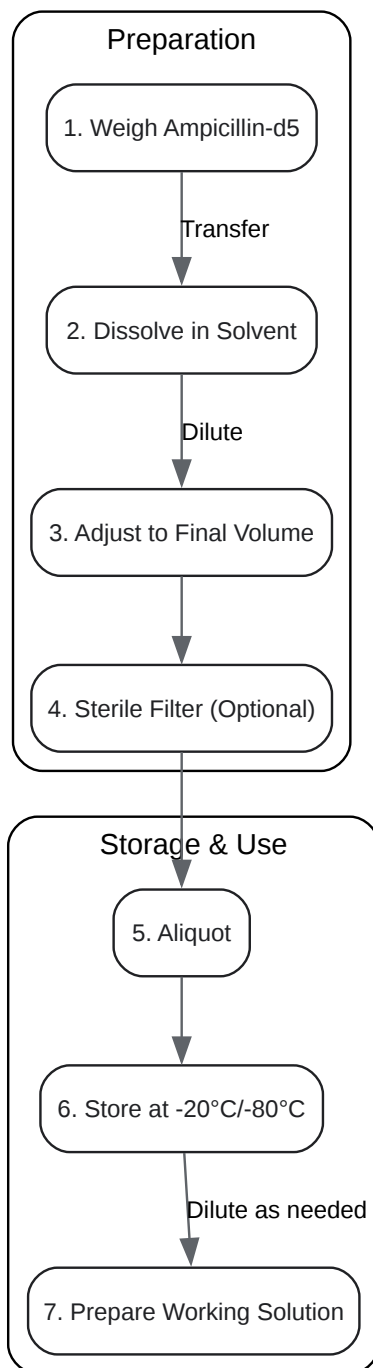 Preparation
1. Weigh Ampicillin-d5
Transfer
2. Dissolve in Solvent
Dilute
3. Adjust to Final Volume
4. Sterile Filter (Optional)
Storage & Use
5. Aliquot
6. Store at -20°C/-80°C
Dilute as needed
7. Prepare Working Solution